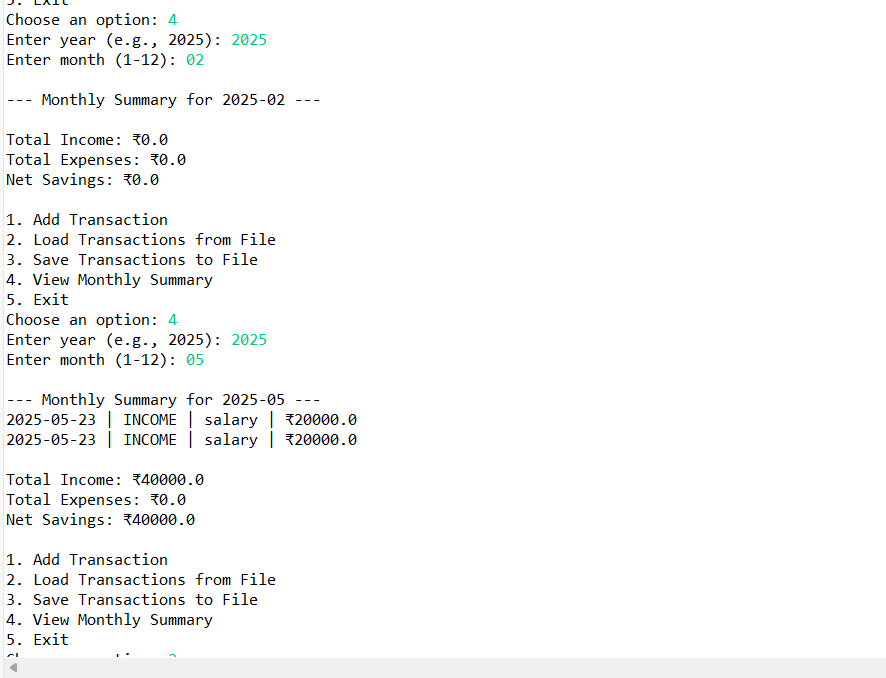 5. Exit
Choose an option: 4
Enter year (e.g., 2025): 2025
Enter month (1-12): 02
--- Monthly Summary for 2025-02 ---
Total Income: ₹0.0
Total Expenses: ₹0.0
Net Savings: ₹0.0
1. Add Transaction
2. Load Transactions from File
3. Save Transactions to File
4. View Monthly Summary
5. Exit
Choose an option: 4
Enter year (e.g., 2025): 2025
Enter month (1-12): 05
--- Monthly Summary for 2025-05 ---
2025-05-23 | INCOME | salary | ₹20000.0
2025-05-23 | INCOME | salary | ₹20000.0
Total Income: ₹40000.0
Total Expenses: ₹0.0
Net Savings: ₹40000.0
1. Add Transaction
2. Load Transactions from File
3. Save Transactions to File
4. View Monthly Summary
5. Exit